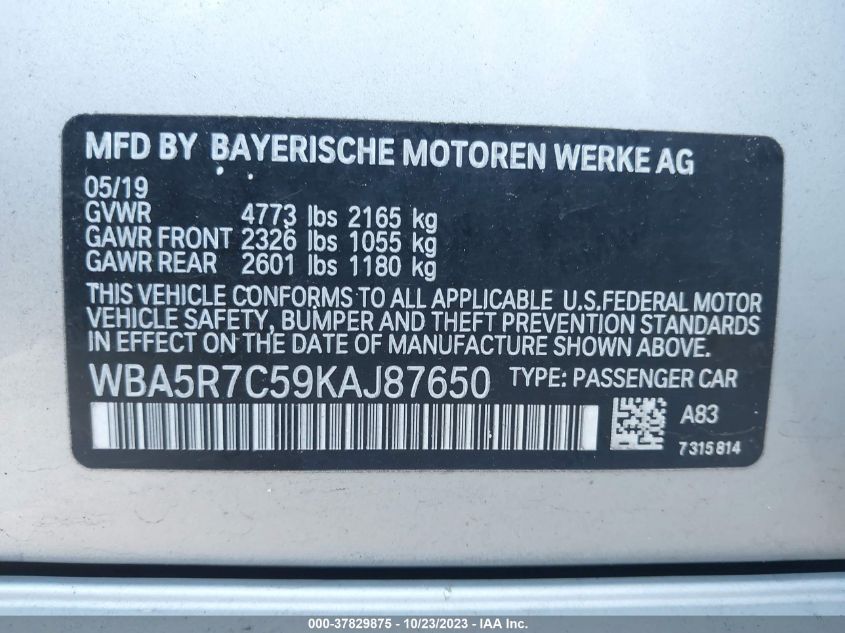 MFD BY BAYERISCHE MOTOREN WERKE AG
05/19
GVWR 4773 lbs 2165 kg
GAWR FRONT 2326 lbs 1055 kg
GAWR REAR 2601 lbs 1180 kg
THIS VEHICLE CONFORMS TO ALL APPLICABLE U.S.FEDERAL MOTOR
VEHICLE SAFETY, BUMPER AND THEFT PREVENTION STANDARDS
IN EFFECT ON THE DATE OF MANUFACTURE SHOWN ABOVE.
WBA5R7C59KAJ87650 TYPE: PASSENGER CAR
A83
7315814
000-37829875 - 10/23/2023 - IAA Inc.